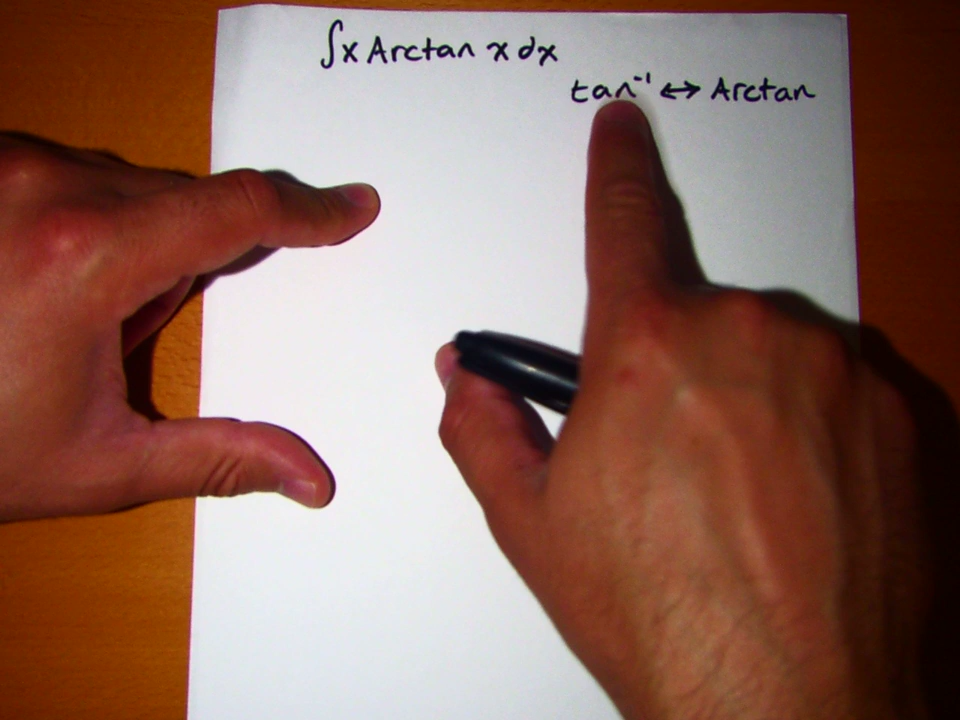 ∫x Arctan x dx
tan⁻¹ ↔ Arctan